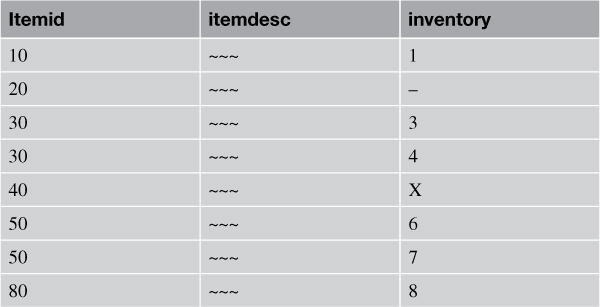 Itemid itemdesc inventory
10 ~~~ 1
20 ~~~ –
30 ~~~ 3
30 ~~~ 4
40 ~~~ X
50 ~~~ 6
50 ~~~ 7
80 ~~~ 8